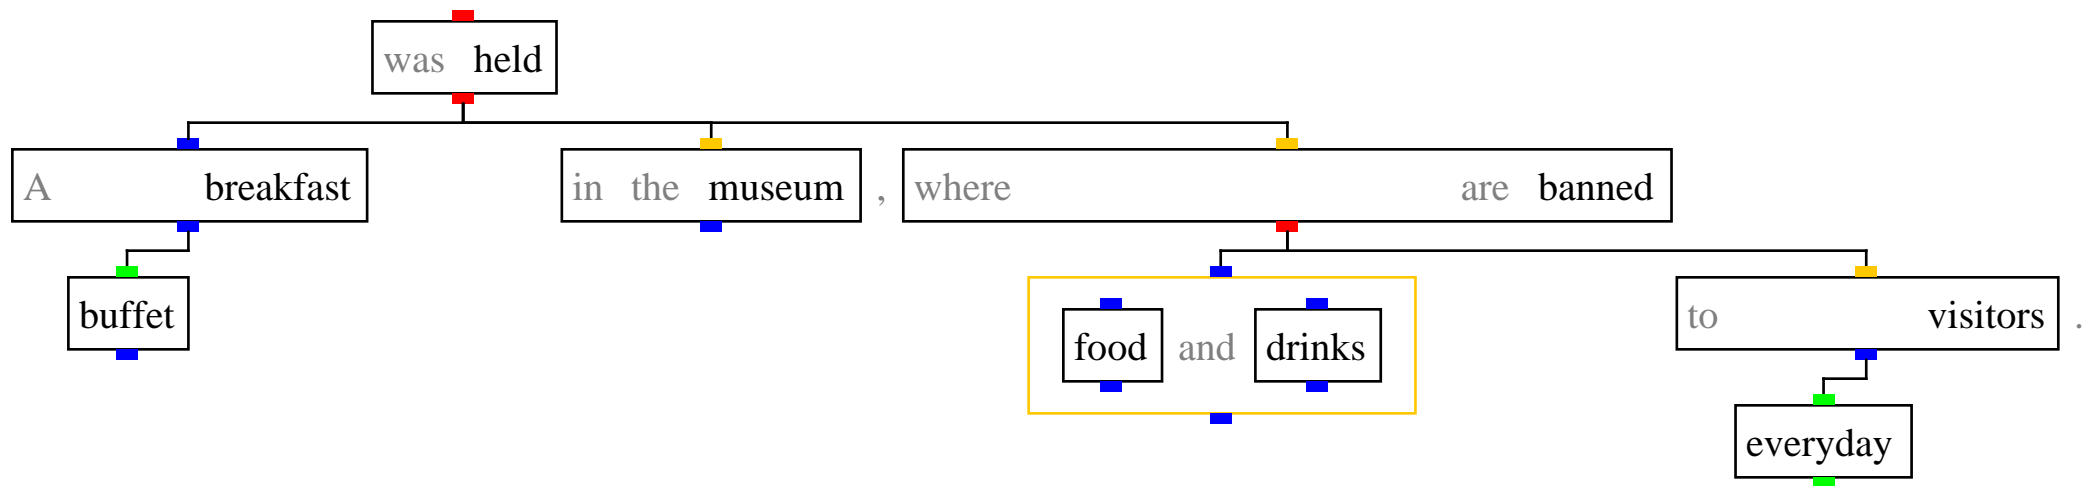 was held
A breakfast in the museum , where are banned
buffet food and drinks to visitors .
everyday